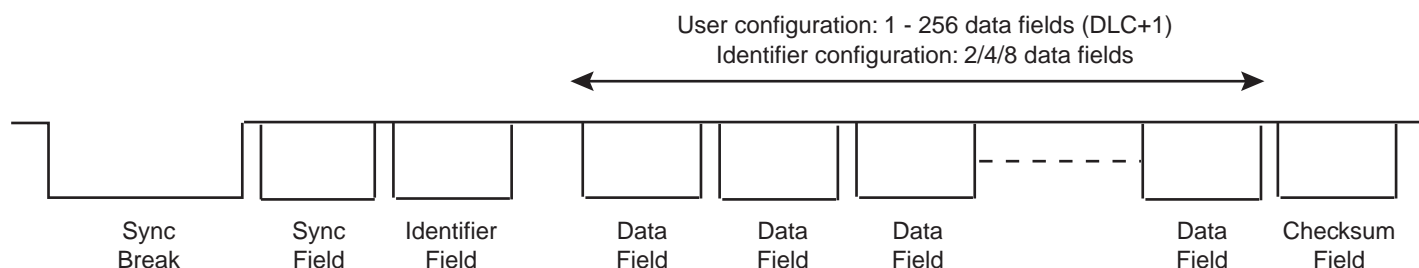 User configuration: 1 - 256 data fields (DLC+1)
Identifier configuration: 2/4/8 data fields
Sync
Break
Sync
Field
Identifier
Field
Data
Field
Data
Field
Data
Field
Data
Field
Checksum
Field